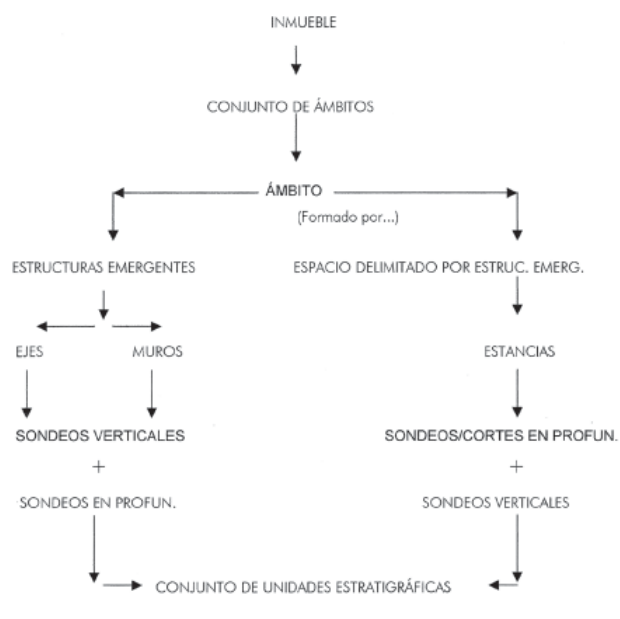 INMUEBLE
CONJUNTO DE ÁMBITOS
ÁMBITO
(Formado por...)
ESTRUCTURAS EMERGENTES
ESPACIO DELIMITADO POR ESTRUC. EMERG.
EJES
MUROS
ESTANCIAS
SONDEOS VERTICALES
SONDEOS/CORTES EN PROFUN.
+
+
SONDEOS EN PROFUN.
SONDEOS VERTICALES
CONJUNTO DE UNIDADES ESTRATIGRÁFICAS